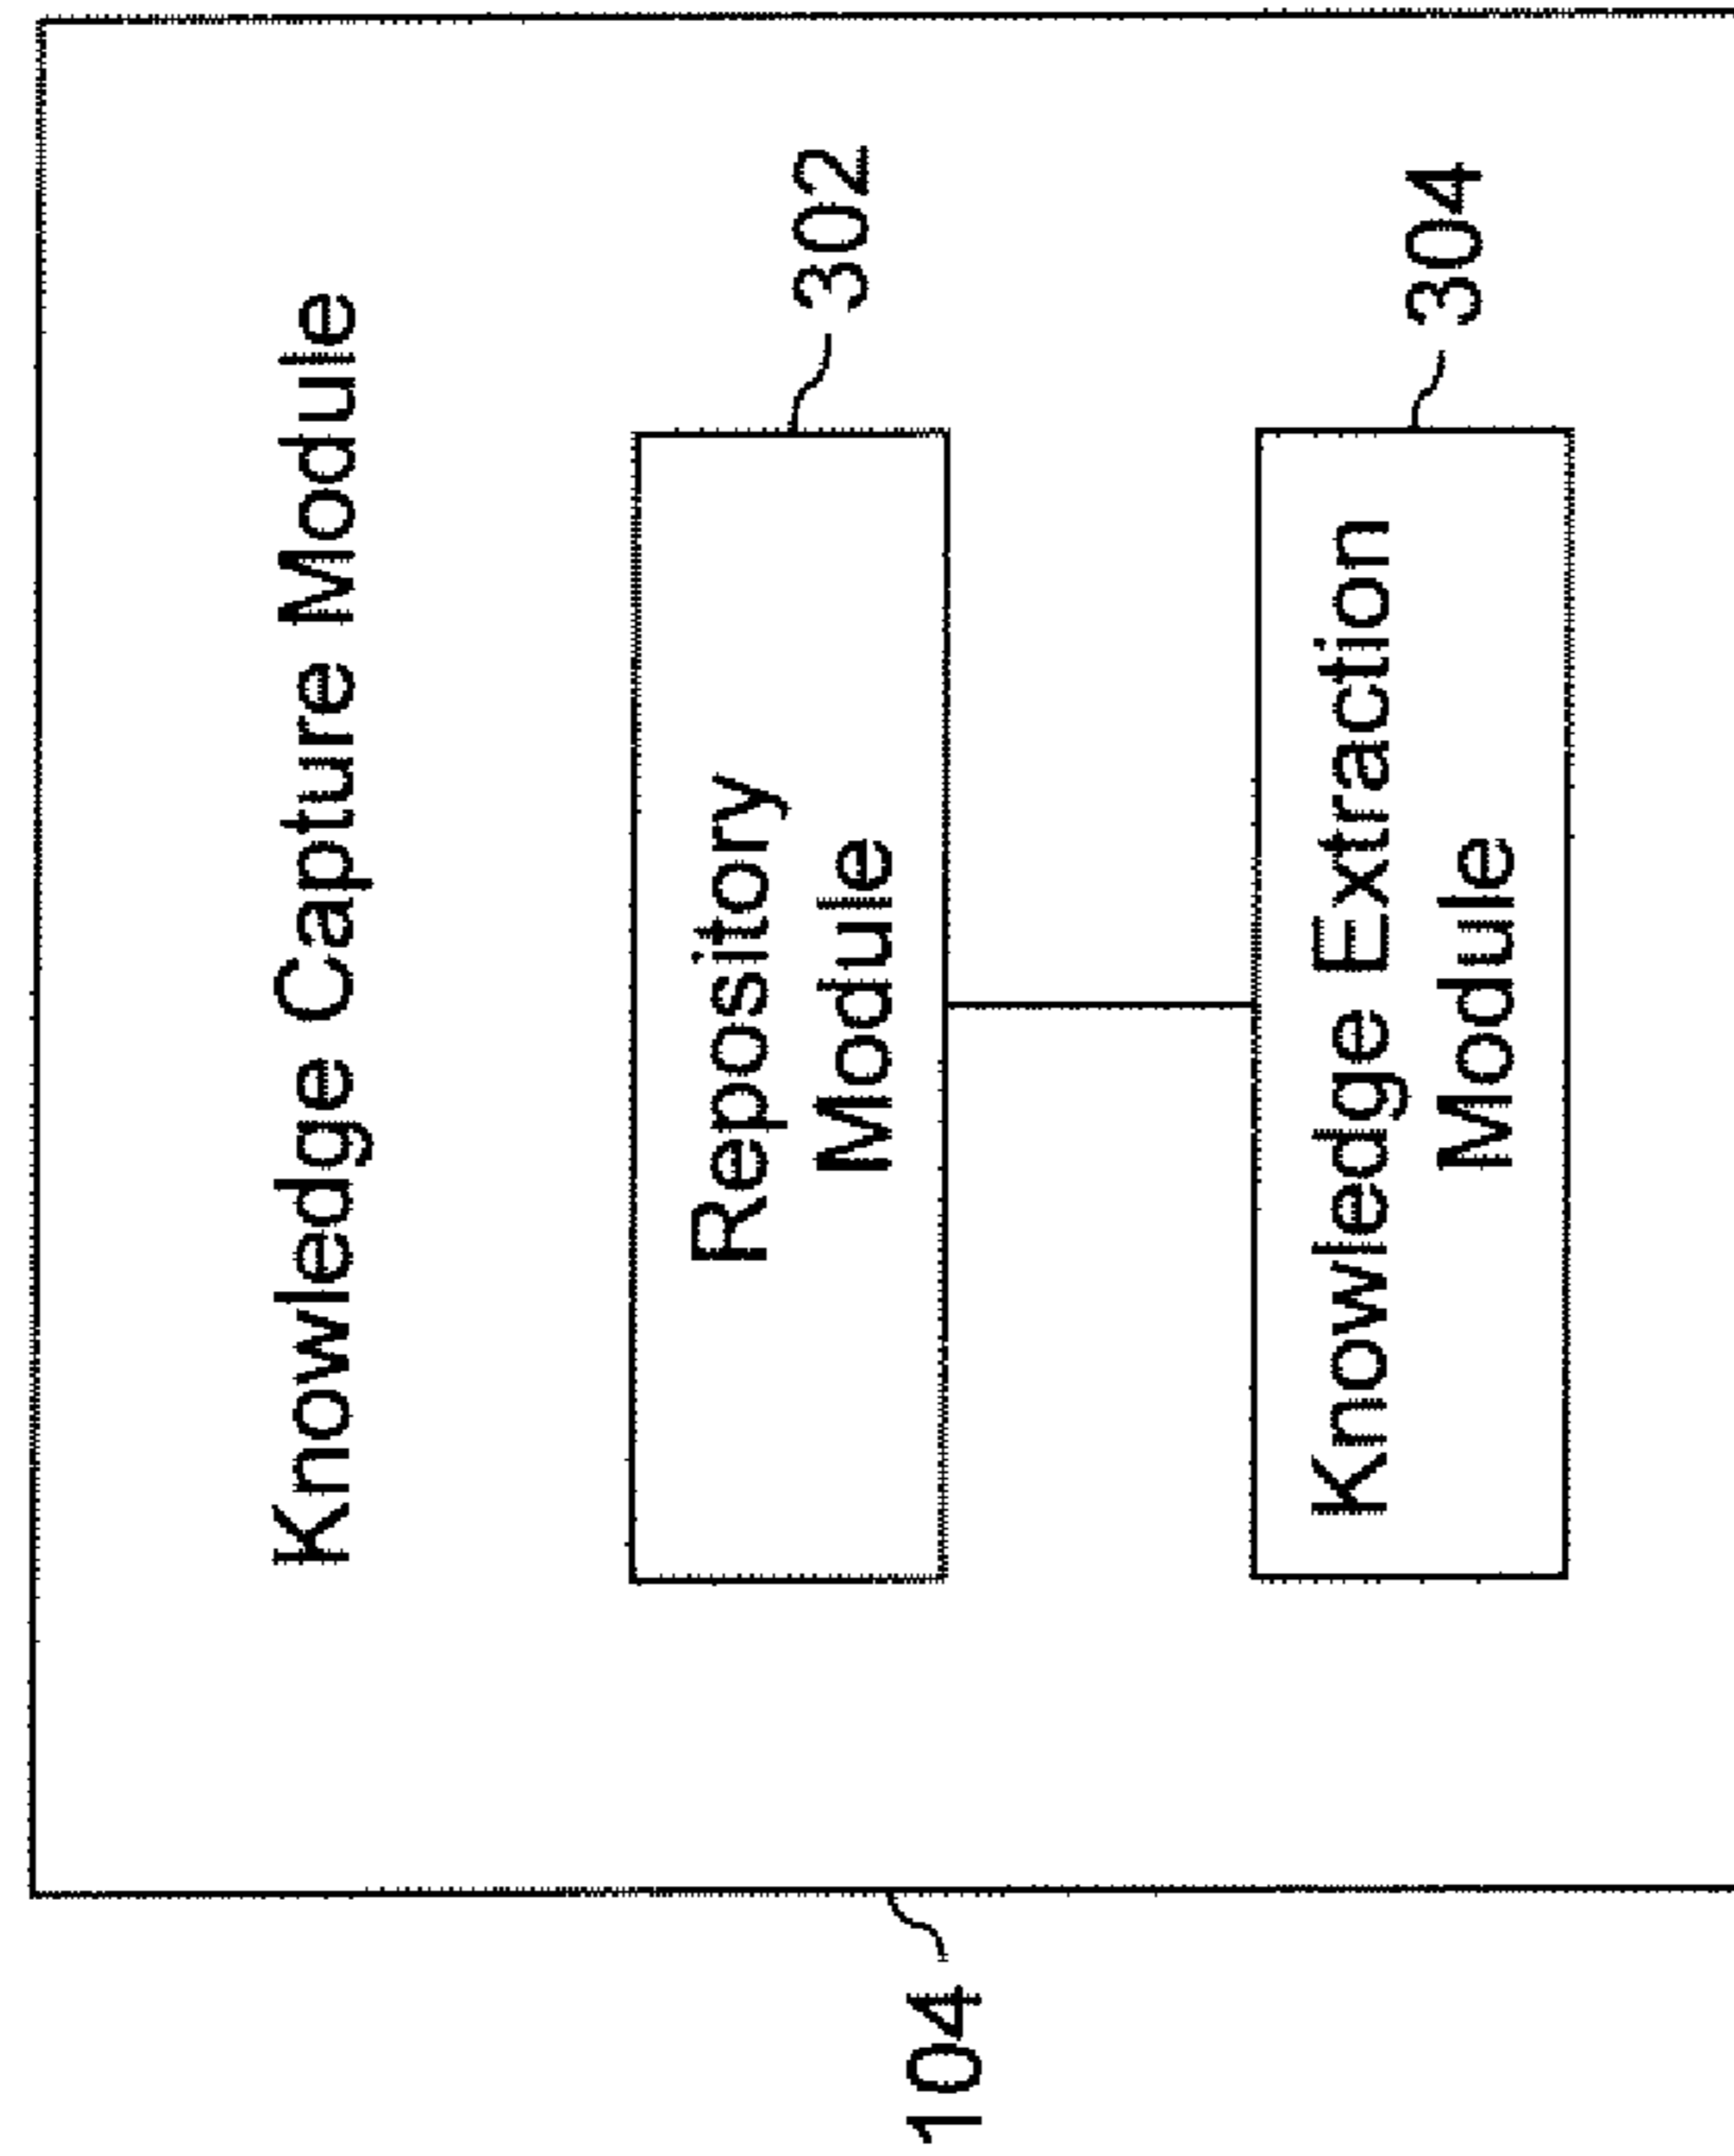 Knowledge Capture Module
Repository
Module
302
104
Knowledge Extraction
Module
304